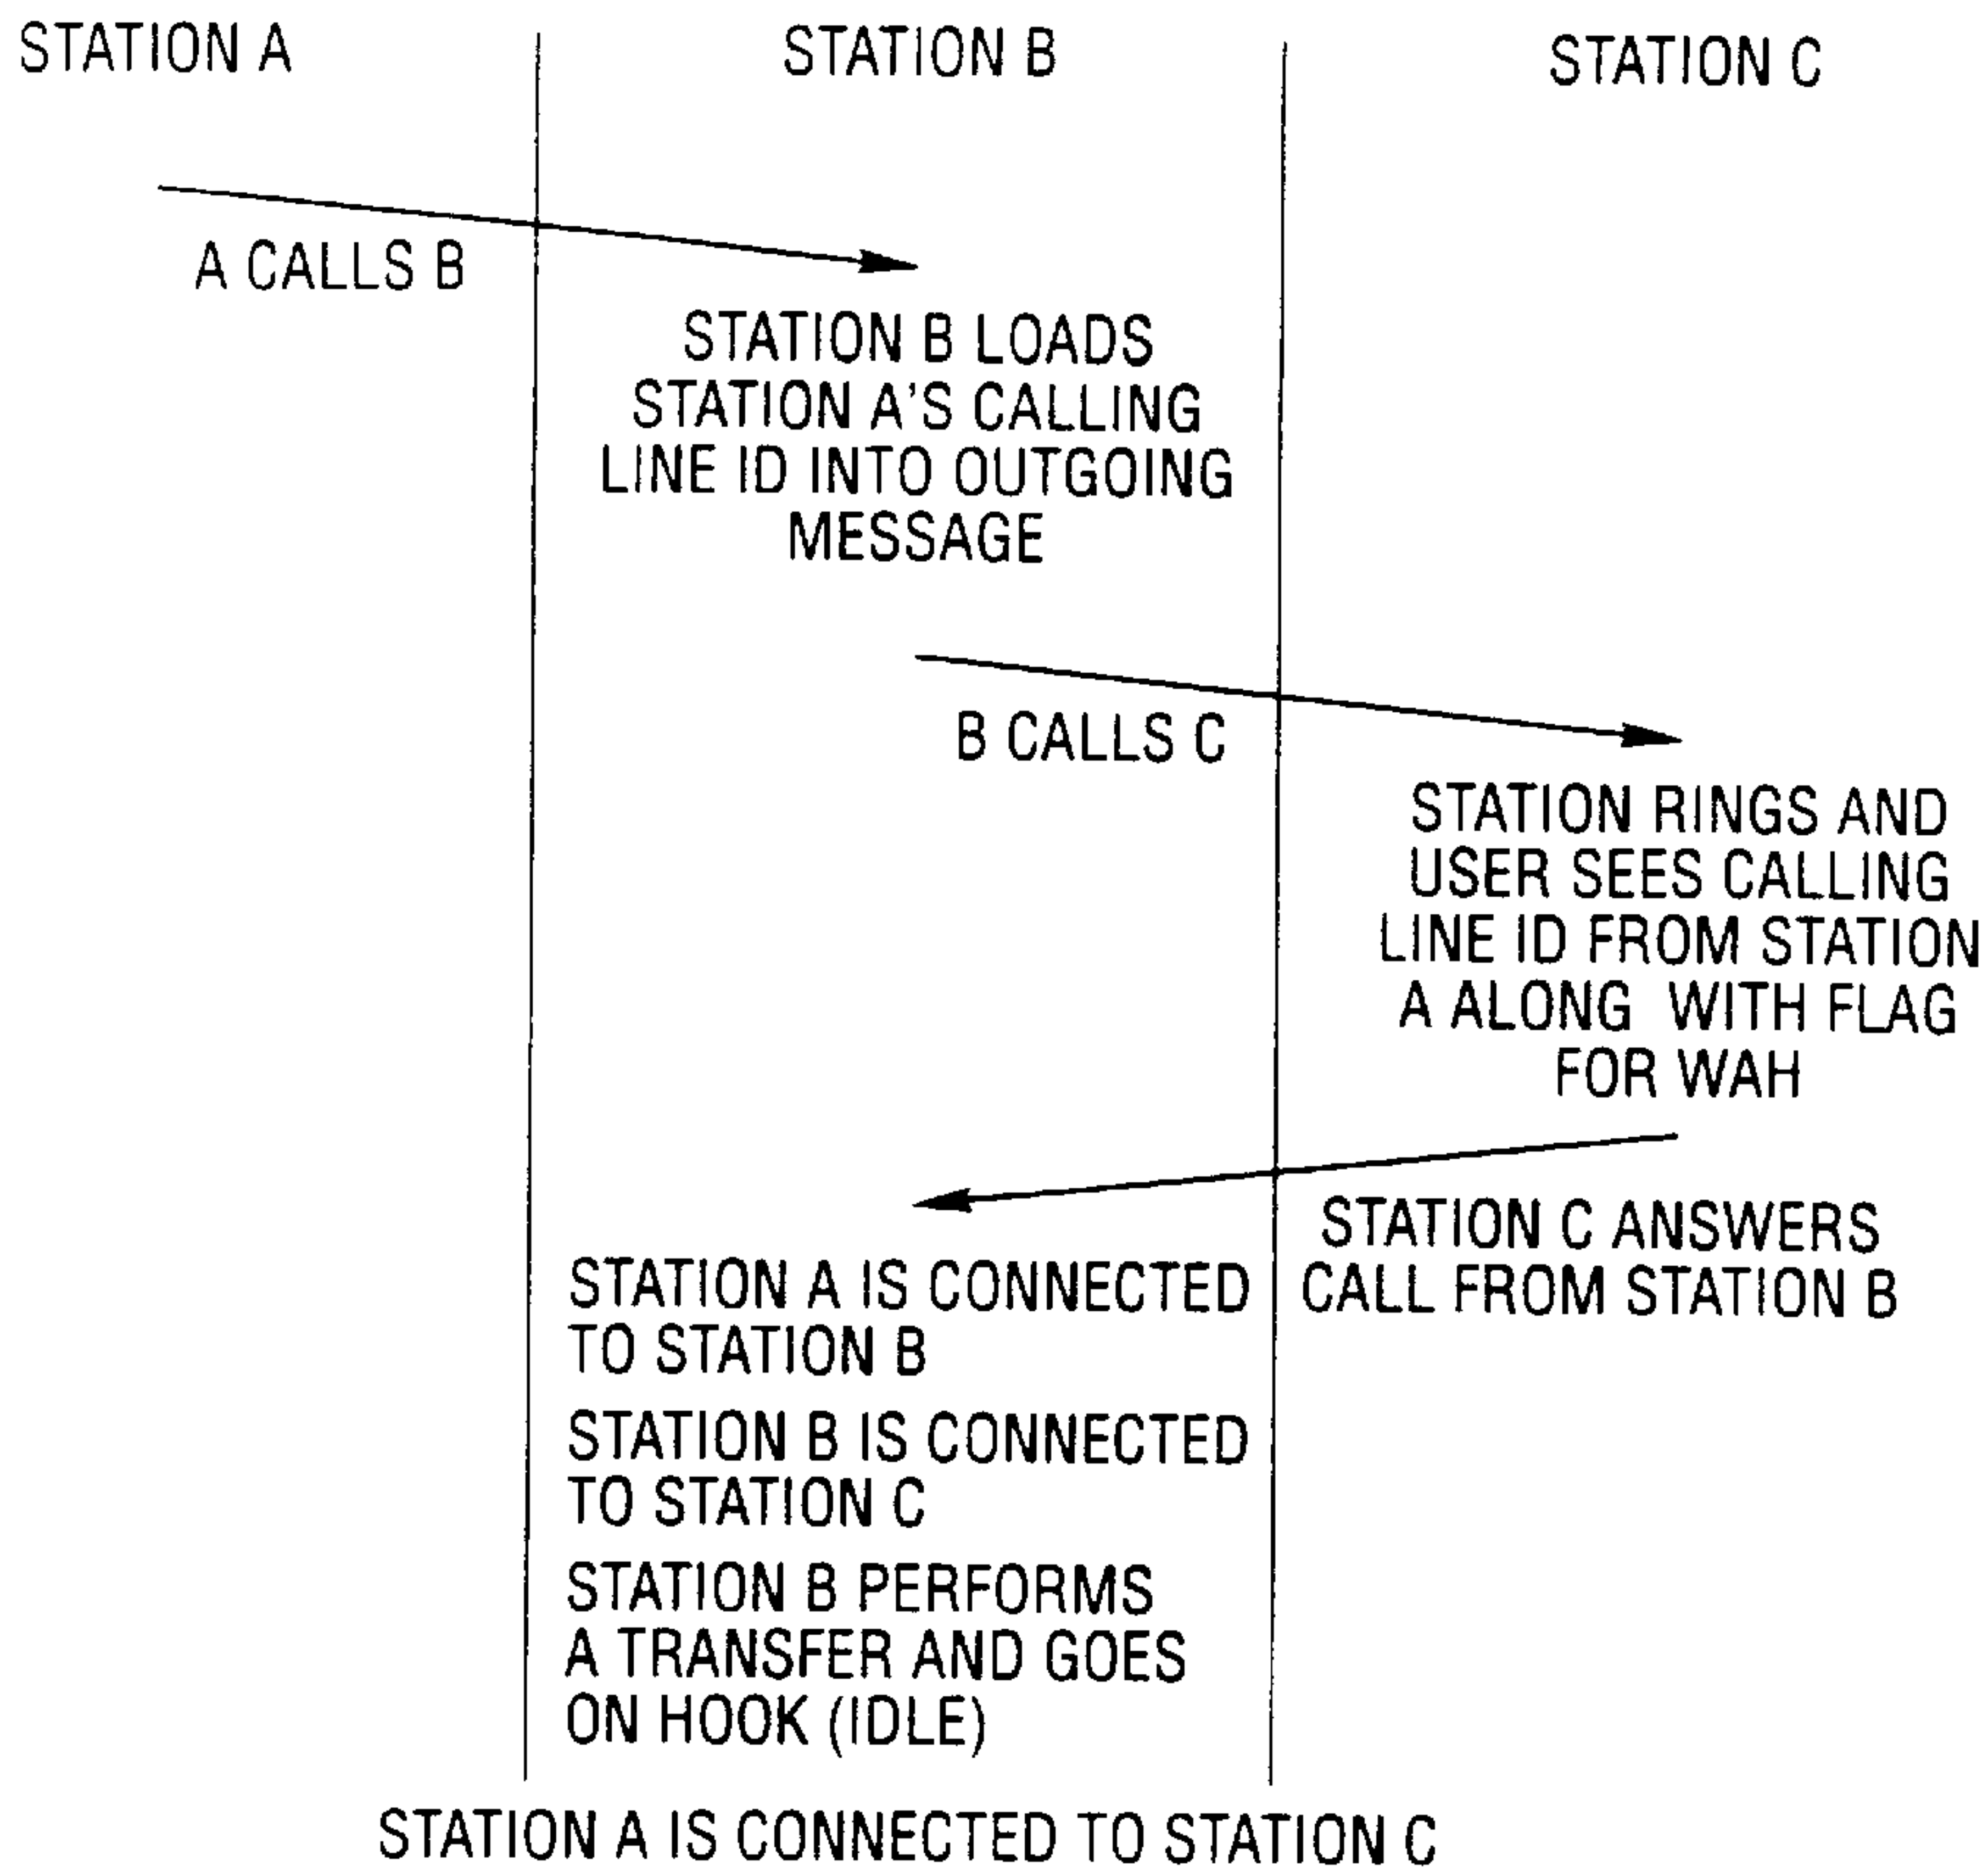 STATION A
STATION B
STATION C
A CALLS B
STATION B LOADS
STATION A'S CALLING
LINE ID INTO OUTGOING
MESSAGE
B CALLS C
STATION RINGS AND
USER SEES CALLING
LINE ID FROM STATION
A ALONG WITH FLAG
FOR WAH
STATION C ANSWERS
CALL FROM STATION B
STATION A IS CONNECTED
TO STATION B
STATION B IS CONNECTED
TO STATION C
STATION B PERFORMS
A TRANSFER AND GOES
ON HOOK (IDLE)
STATION A IS CONNECTED TO STATION C